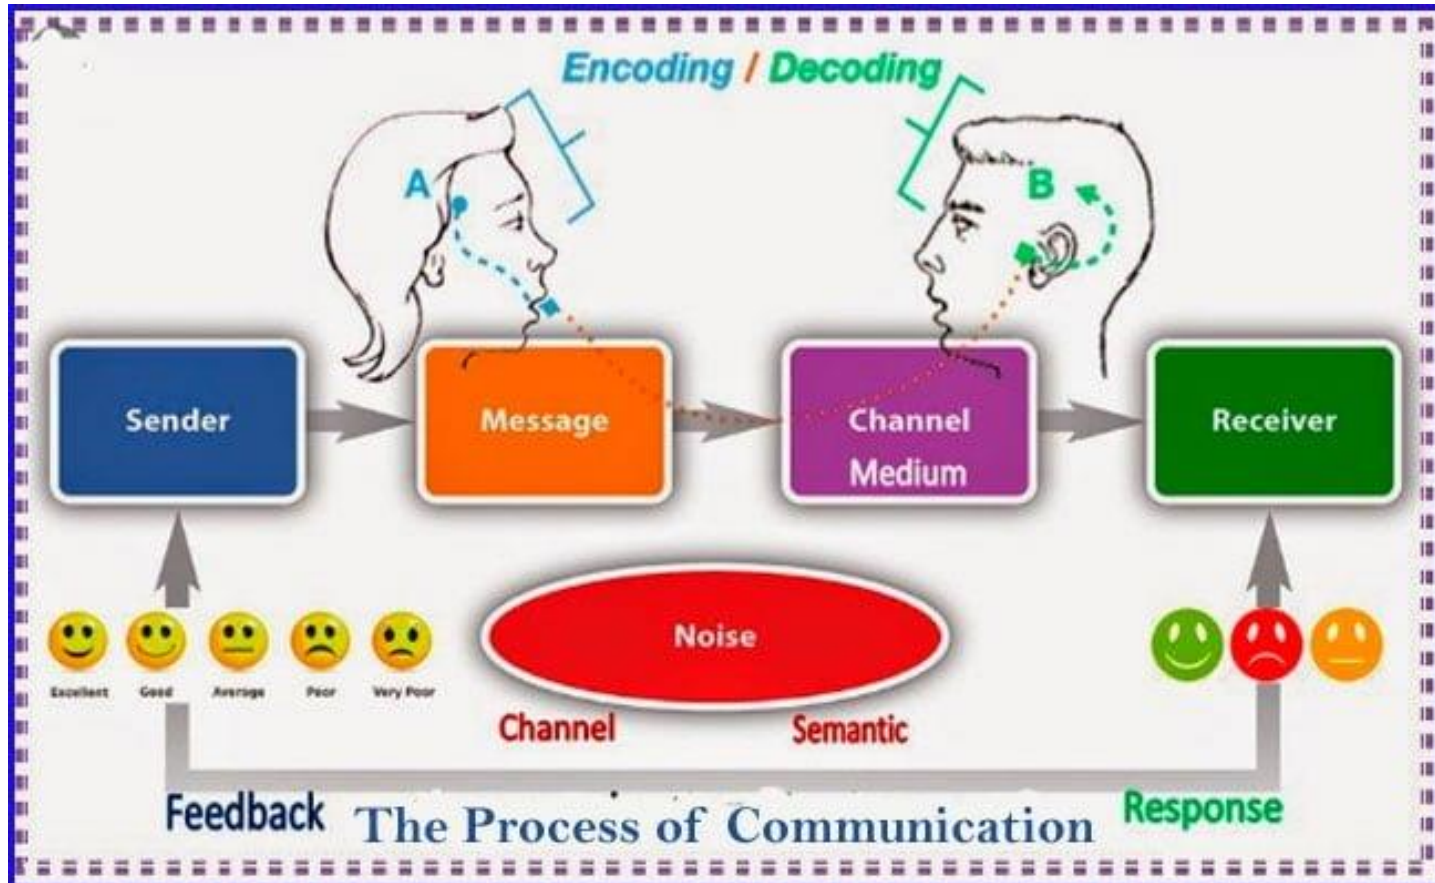 Encoding / Decoding
A
B
Sender
Message
Channel
Medium
Receiver
Noise
Excellent Good Average Poor Very Poor
Channel
Semantic
Feedback
The Process of Communication
Response